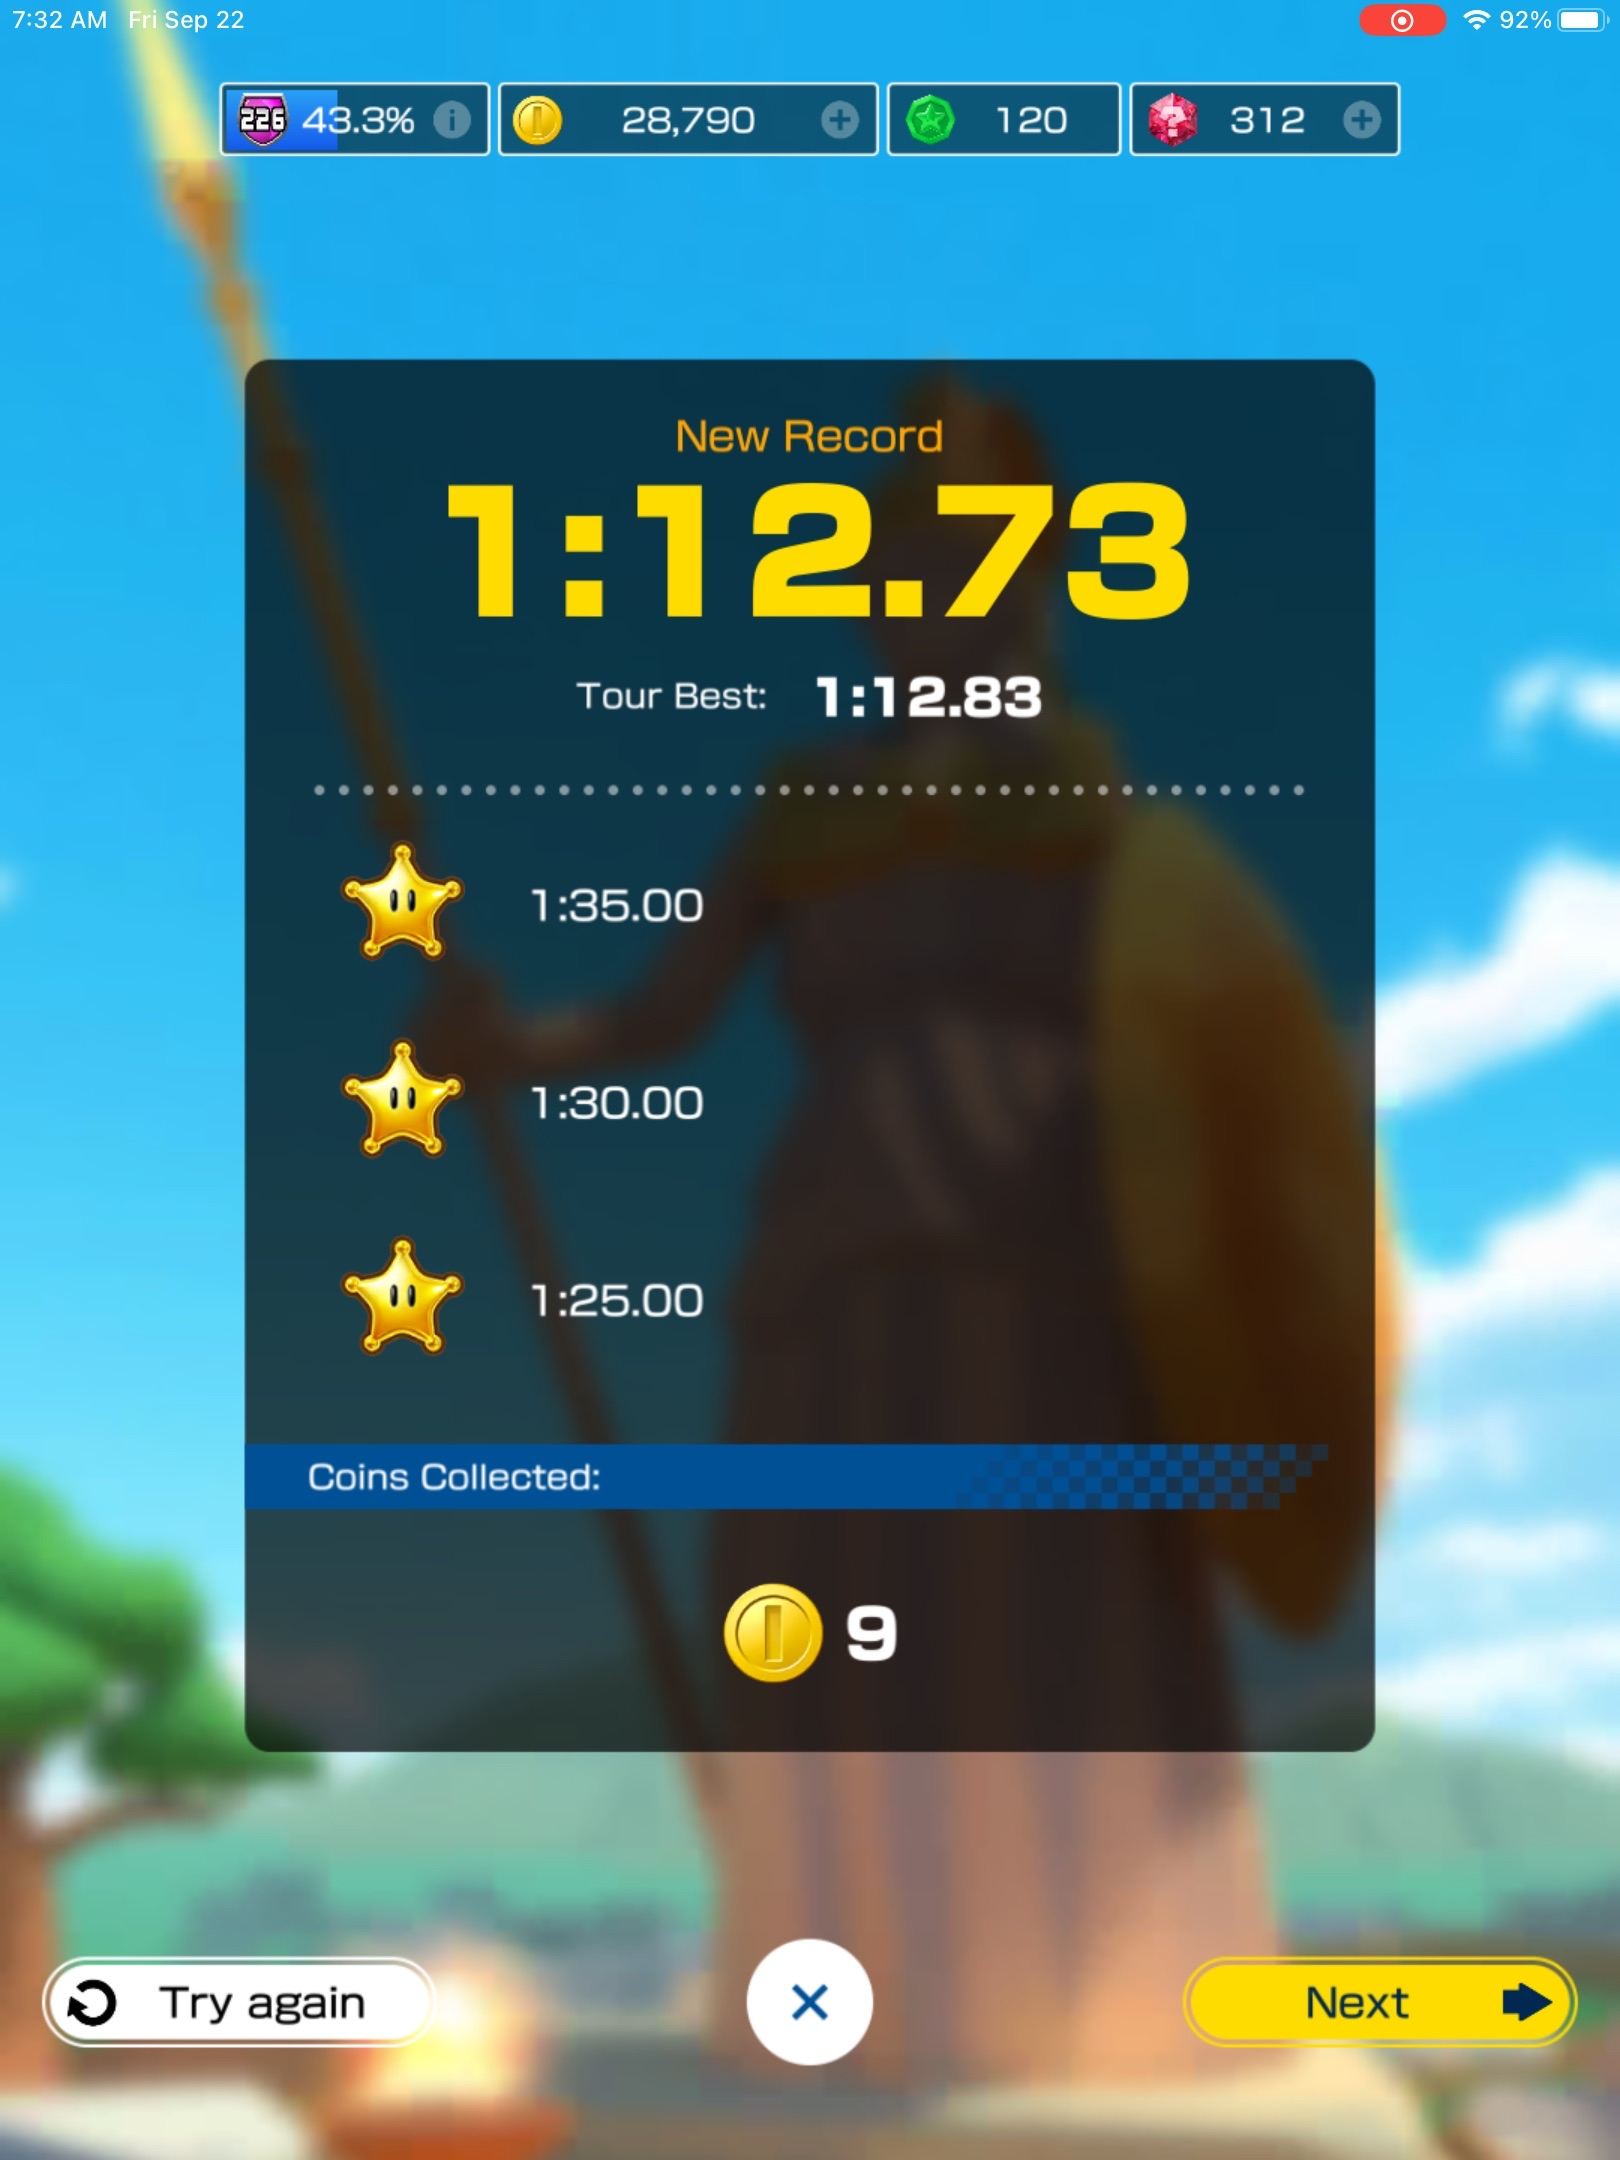 7:32 AM Fri Sep 22 92%
226 43.3% 28,790 120 312
New Record
1:12.73
Tour Best: 1:12.83
1:35.00
1:30.00
1:25.00
Coins Collected:
9
Try again
Next